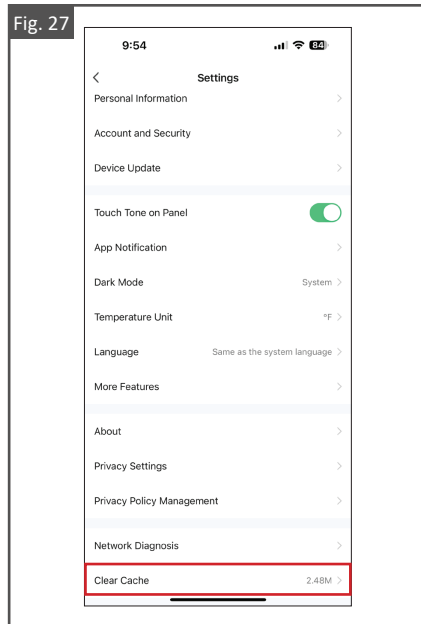 Fig. 27
9:54 84
Settings
Personal Information
Account and Security
Device Update
Touch Tone on Panel
App Notification
Dark Mode System
Temperature Unit °F
Language Same as the system language
More Features
About
Privacy Settings
Privacy Policy Management
Network Diagnosis
Clear Cache 2.48M